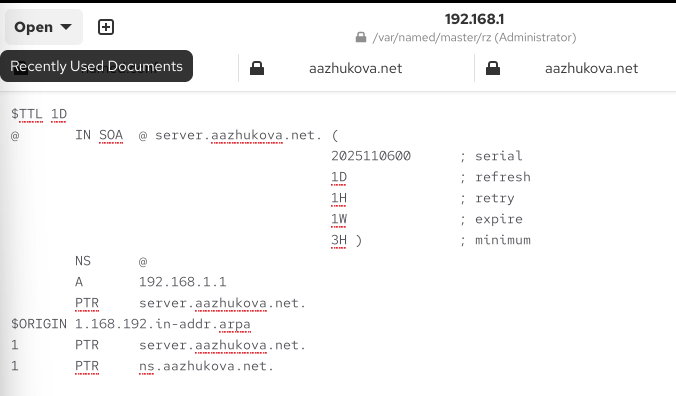 Open
192.168.1
/var/named/master/rz (Administrator)
Recently Used Documents
aazhukova.net
aazhukova.net
$TTL 1D
@ IN SOA @ server.aazhukova.net. (
2025110600 ; serial
1D ; refresh
1H ; retry
1W ; expire
3H ) ; minimum
NS @
A 192.168.1.1
PTR server.aazhukova.net.
$ORIGIN 1.168.192.in-addr.arpa
1 PTR server.aazhukova.net.
1 PTR ns.aazhukova.net.